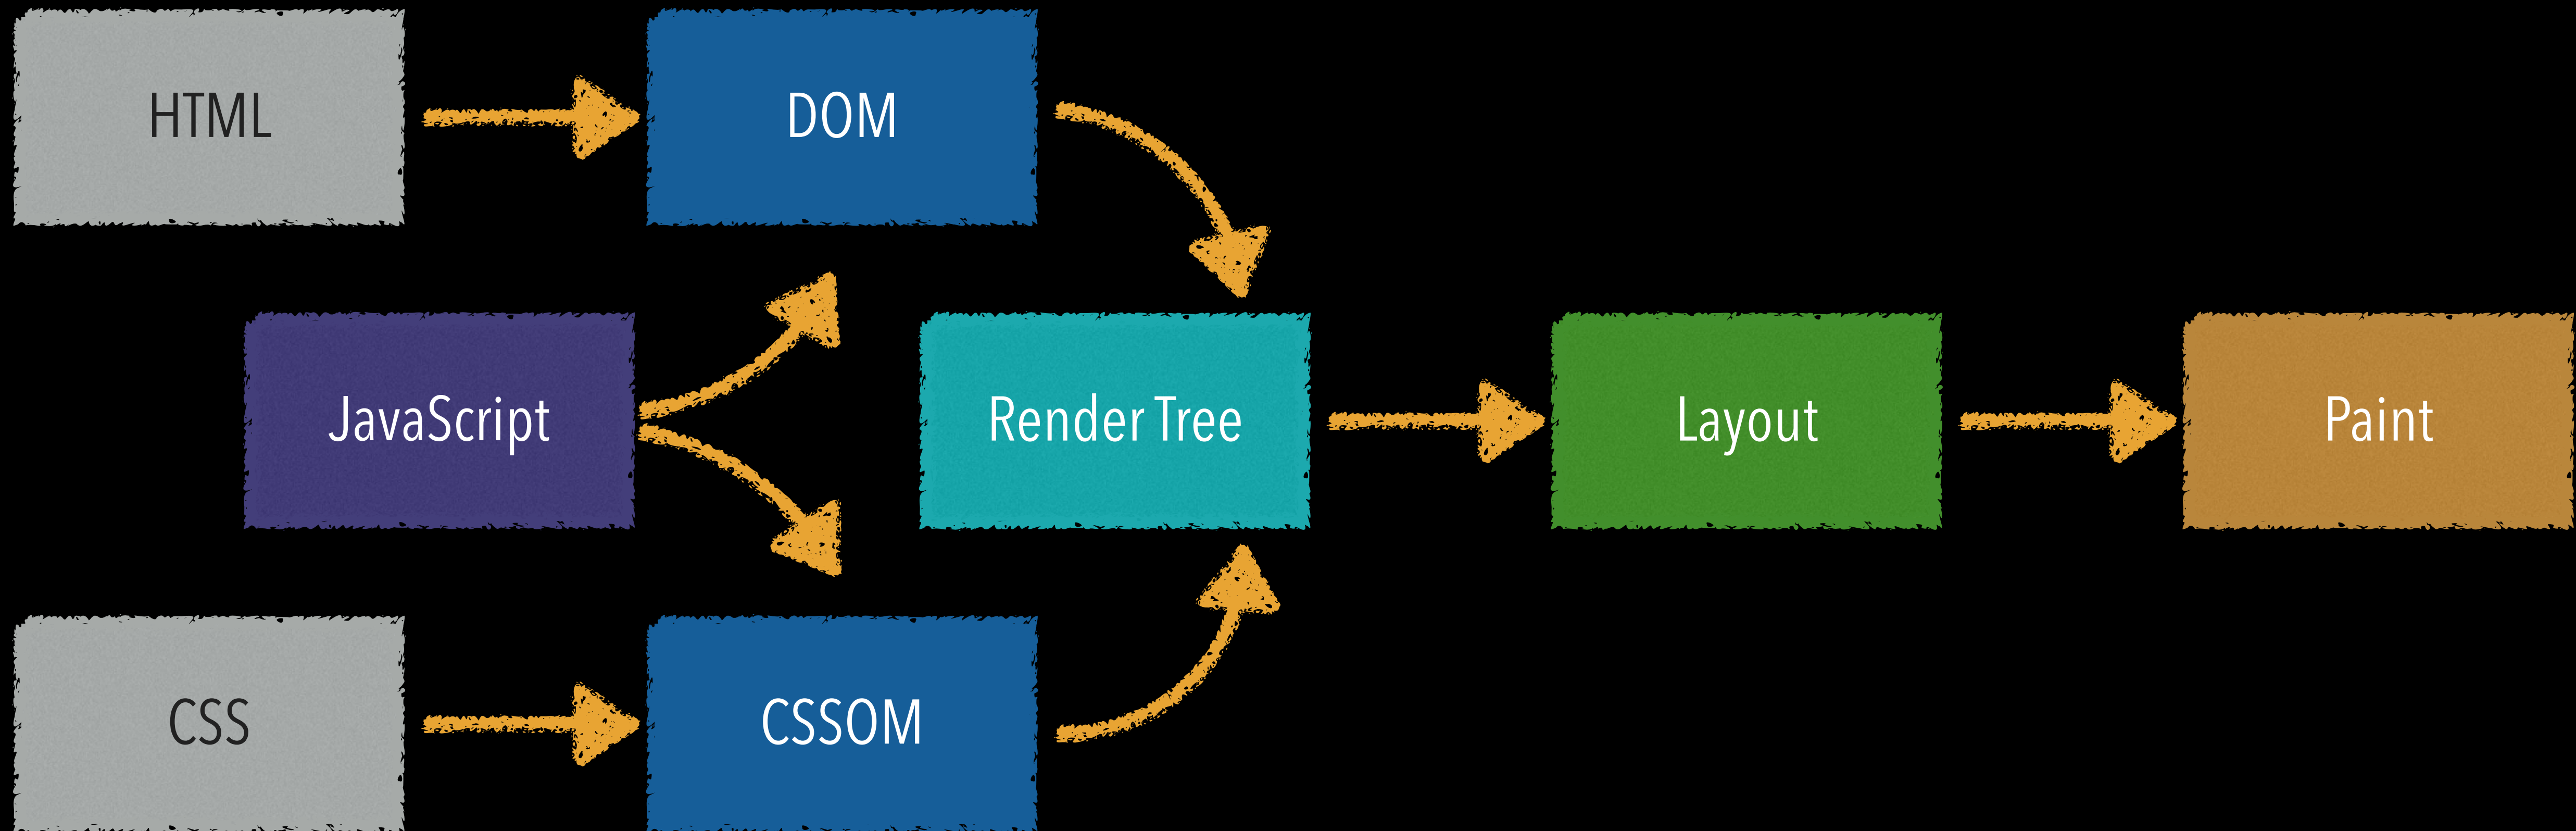 HTML
DOM
JavaScript
Render Tree
Layout
Paint
CSS
CSSOM